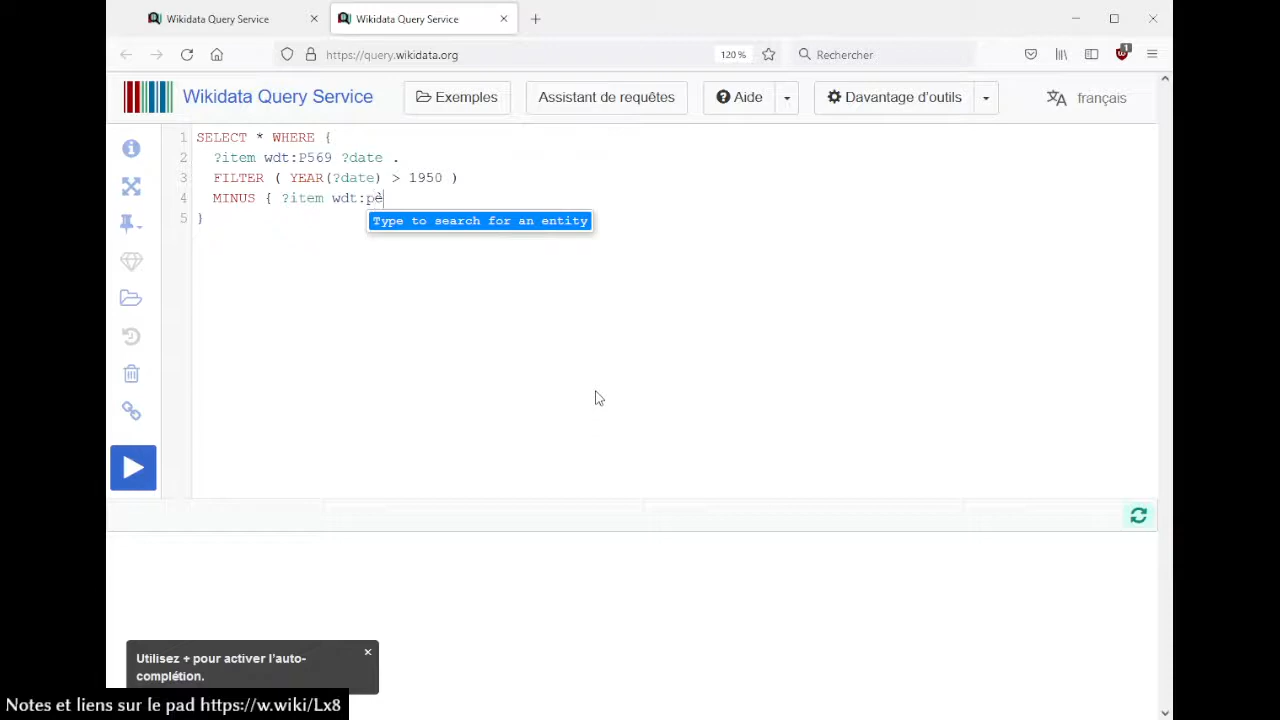 Wikidata Query Service
Wikidata Query Service
https://query.wikidata.org
120 %
Rechercher
1
Wikidata Query Service
Exemples
Assistant de requêtes
Aide
Davantage d'outils
français
1 SELECT * WHERE {
2 ?item wdt:P569 ?date .
3 FILTER ( YEAR(?date) > 1950 )
4 MINUS { ?item wdt:pè
Type to search for an entity
5 }
Utilisez + pour activer l'auto-
complétion.
Notes et liens sur le pad https://w.wiki/Lx8